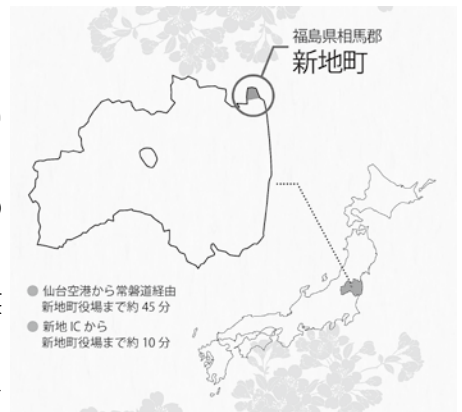 福島県相馬郡
新地町
仙台空港から常磐道経由
新地町役場まで約 45 分
新地 IC から
新地町役場まで約 10 分